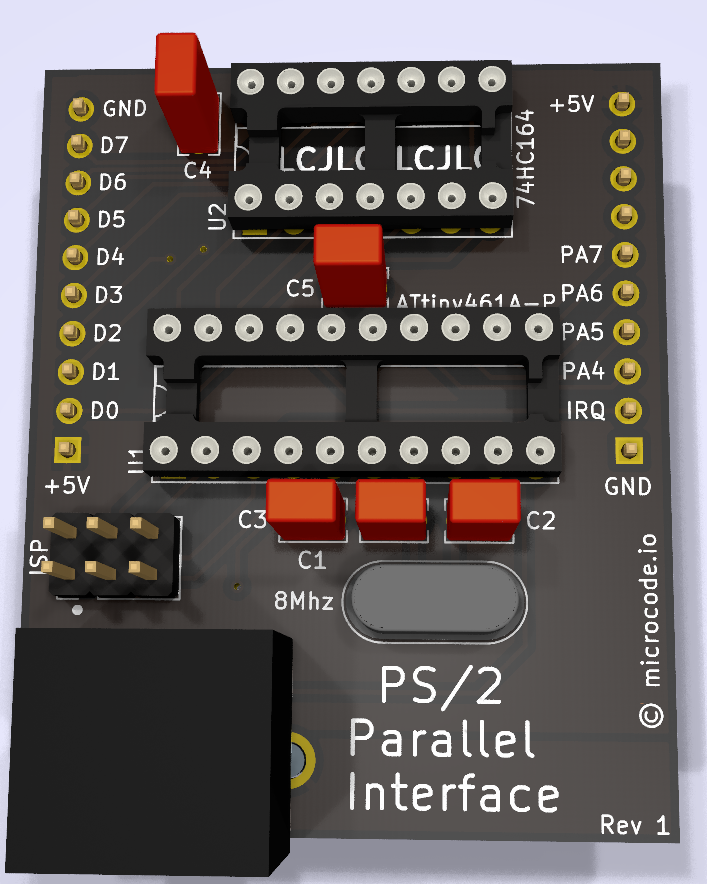 GND
D7
D6
D5
D4
D3
D2
D1
D0
+5V
C4
U2
74HC164
C5
ATtiny461A-P
+5V
PA7
PA6
PA5
PA4
IRQ
GND
U1
C3
C1
C2
ISP
8Mhz
PS/2
Parallel
Interface
© microcode.io
Rev 1